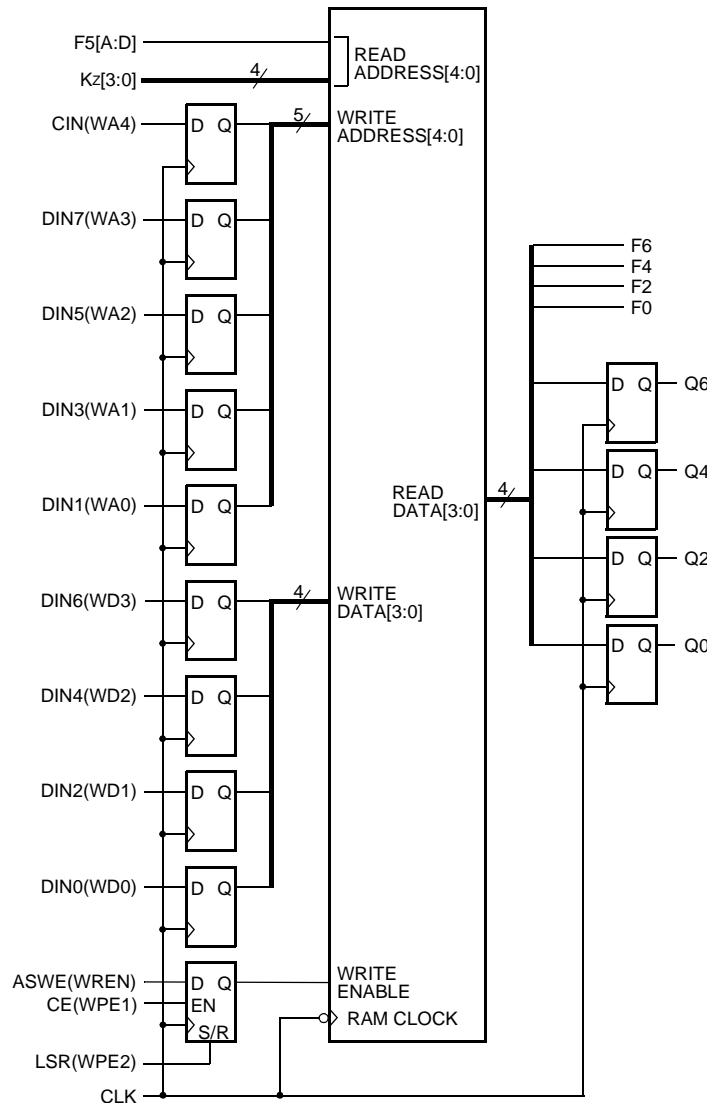 F5[A:D]
READ
ADDRESS[4:0]
KZ[3:0]
4
CIN(WA4)
D Q
5
WRITE
ADDRESS[4:0]
DIN7(WA3)
D Q
F6
F4
F2
F0
DIN5(WA2)
D Q
D Q
Q6
DIN3(WA1)
D Q
D Q
Q4
DIN1(WA0)
D Q
READ
DATA[3:0]
4
D Q
Q2
DIN6(WD3)
D Q
4
WRITE
DATA[3:0]
D Q
Q0
DIN4(WD2)
D Q
DIN2(WD1)
D Q
DIN0(WD0)
D Q
ASWE(WREN)
D Q
WRITE
ENABLE
CE(WPE1)
EN
S/R
RAM CLOCK
LSR(WPE2)
CLK